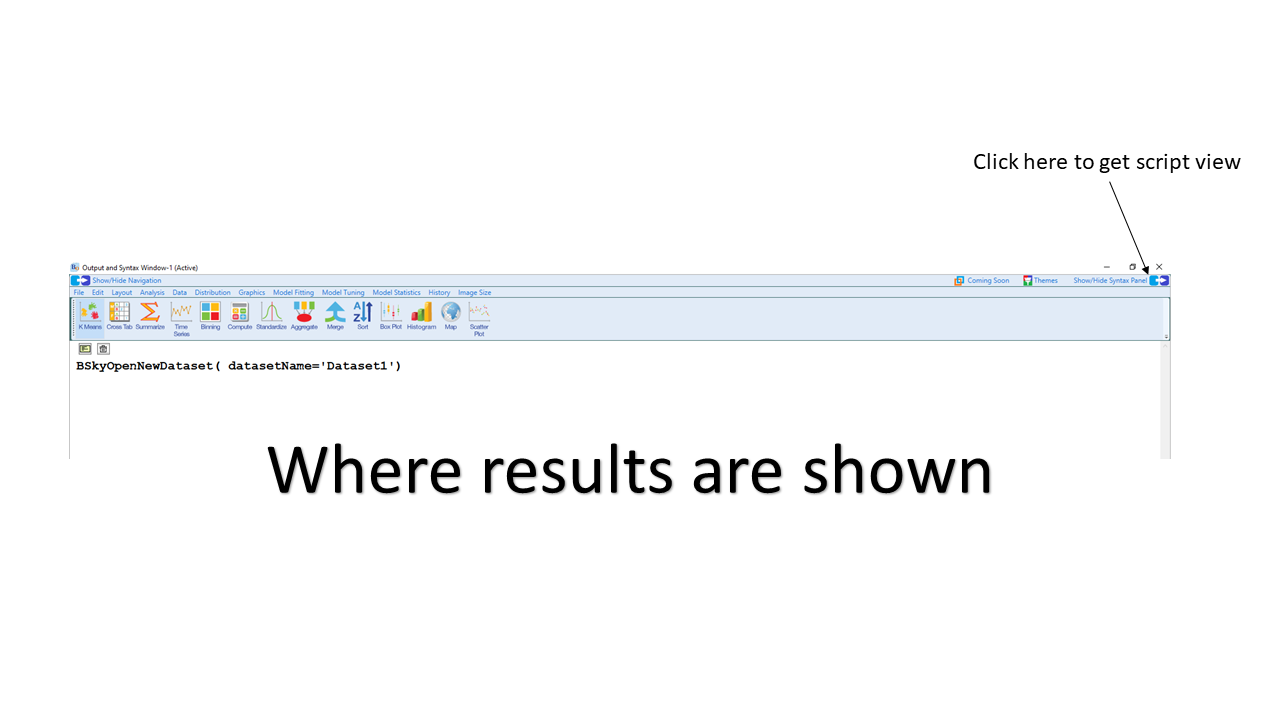 Click here to get script view
Output and Syntax Window-1 (Active)
Show/Hide Navigation Coming Soon Themes Show/Hide Syntax Panel
File Edit Layout Analysis Data Distribution Graphics Model Fitting Model Tuning Model Statistics History Image Size
K Means Cross Tab Summarize Time Series Binning Compute Standardize Aggregate Merge Sort Box Plot Histogram Map Scatter Plot
BSkyOpenNewDataset( datasetName='Dataset1')
Where results are shown